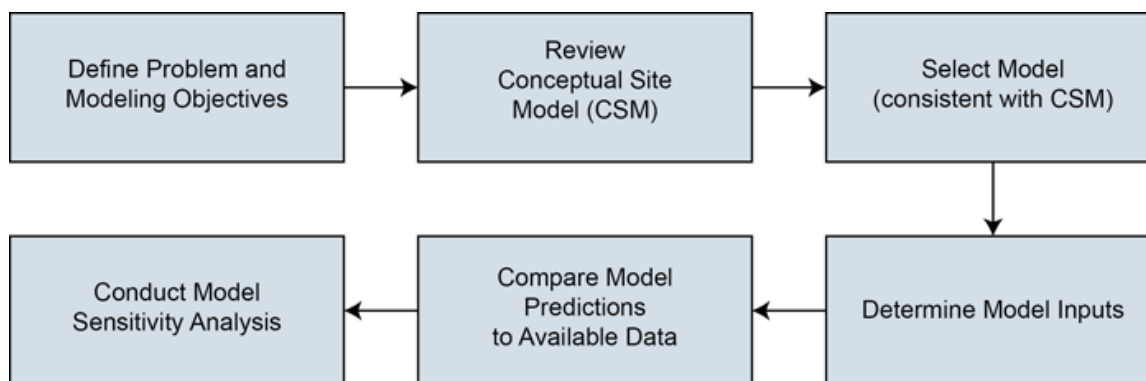 Define Problem and
Modeling Objectives
Review
Conceptual Site
Model (CSM)
Select Model
(consistent with CSM)
Determine Model Inputs
Compare Model
Predictions
to Available Data
Conduct Model
Sensitivity Analysis